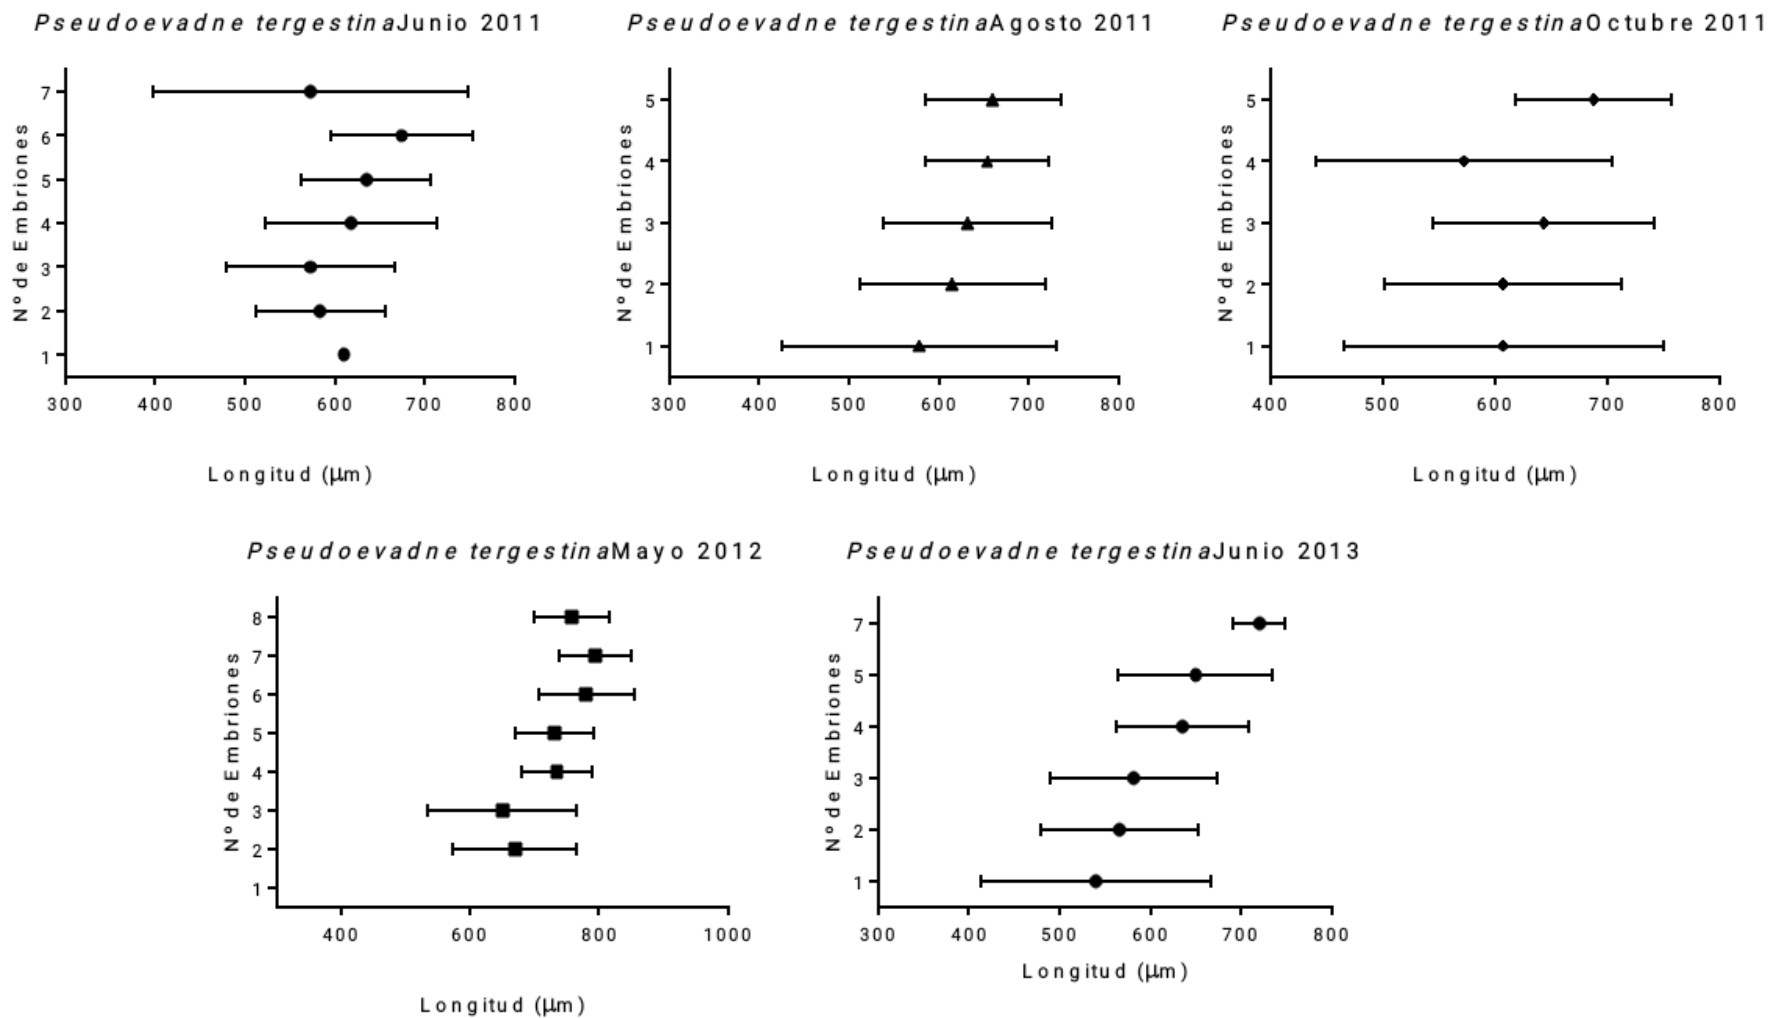 Pseudoevadne tergestinaJunio 2011
Nº de Embriones
7
6
5
4
3
2
1
300 400 500 600 700 800
Longitud (µm)
Pseudoevadne tergestinaAgosto 2011
Nº de Embriones
5
4
3
2
1
300 400 500 600 700 800
Longitud (µm)
Pseudoevadne tergestinaOctubre 2011
Nº de Embriones
5
4
3
2
1
400 500 600 700 800
Longitud (µm)
Pseudoevadne tergestinaMayo 2012
Nº de Embriones
8
7
6
5
4
3
2
1
400 600 800 1000
Longitud (µm)
Pseudoevadne tergestinaJunio 2013
Nº de Embriones
7
5
4
3
2
1
300 400 500 600 700 800
Longitud (µm)